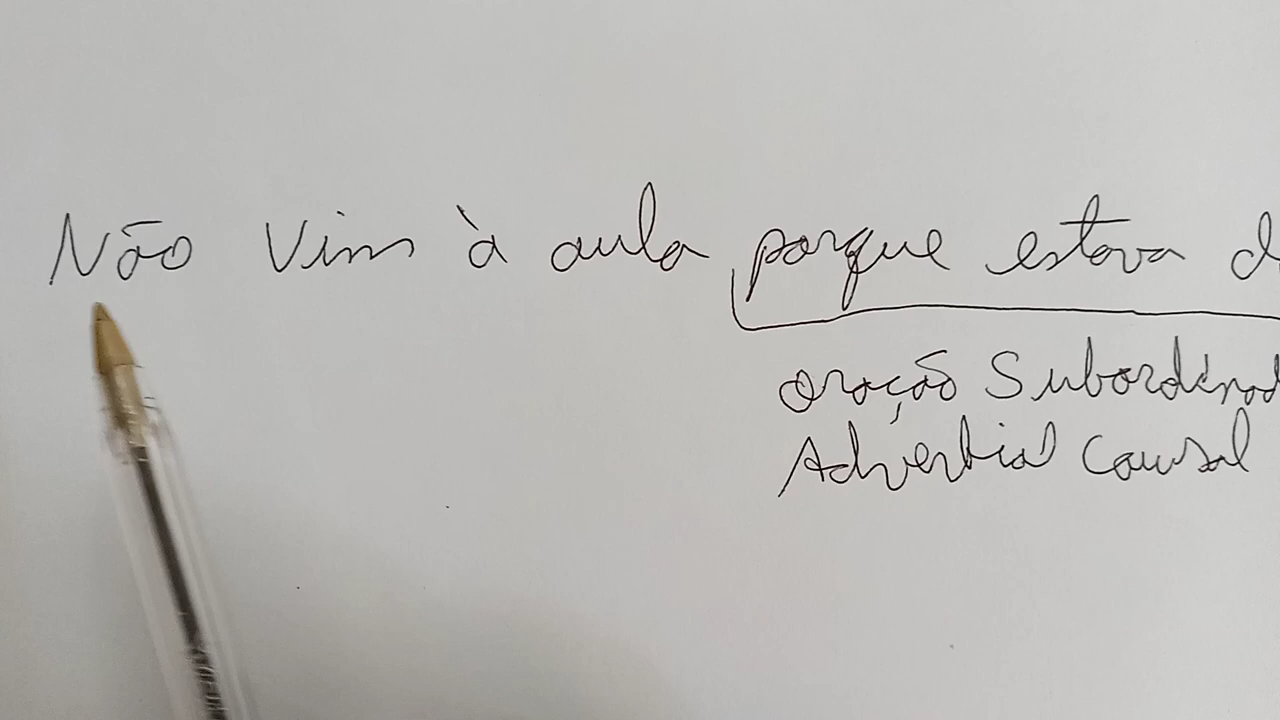 Não Vim à aula porque estava d
oração Subordinad
Adverbial Causal